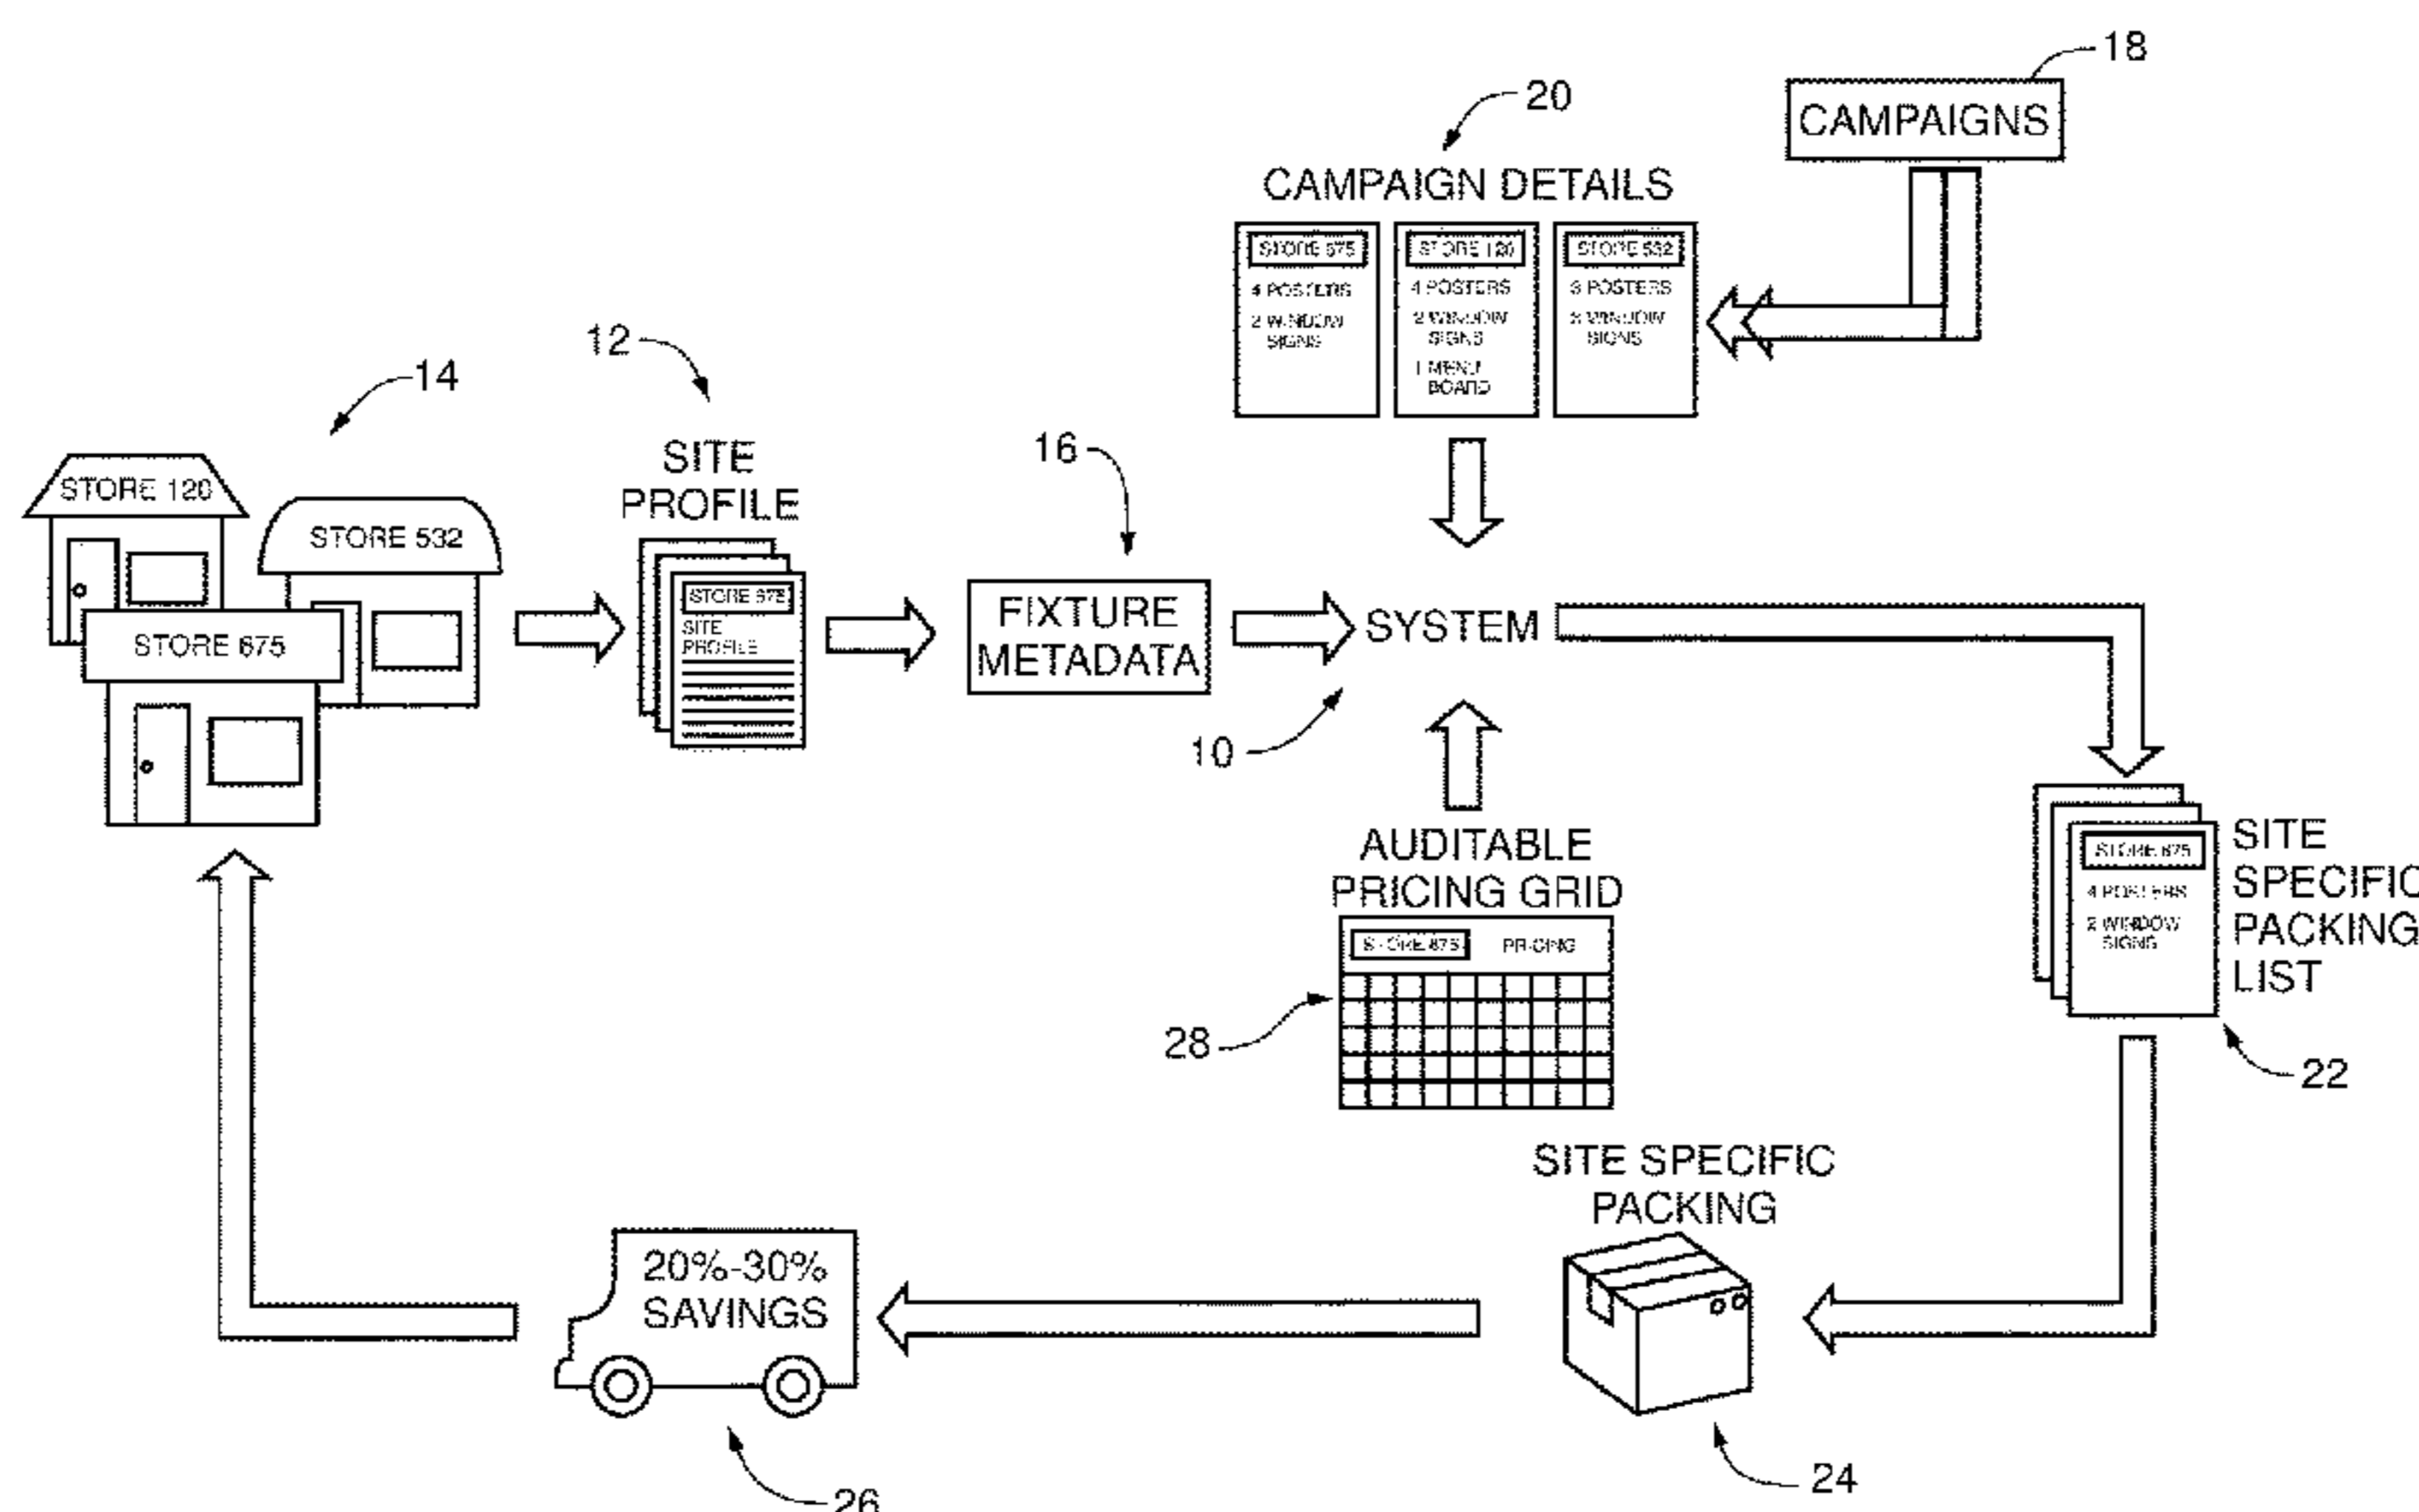 18
CAMPAIGNS
20
CAMPAIGN DETAILS
STORE 675
4 POSTERS
2 WINDOW
SIGNS
STORE 120
4 POSTERS
2 WINDOW
SIGNS
1 MENU
BOARD
STORE 532
POSTERS
WINDOW
SIGNS
14
STORE 120
STORE 532
STORE 675
12
SITE
PROFILE
STORE 675
SITE
PROFILE
16
FIXTURE
METADATA
SYSTEM
10
AUDITABLE
PRICING GRID
STORE 675
PRICING
28
SITE
SPECIFIC
PACKING
LIST
STORE 675
4 POSTERS
2 WINDOW
SIGNS
22
SITE SPECIFIC
PACKING
24
20%-30%
SAVINGS
26